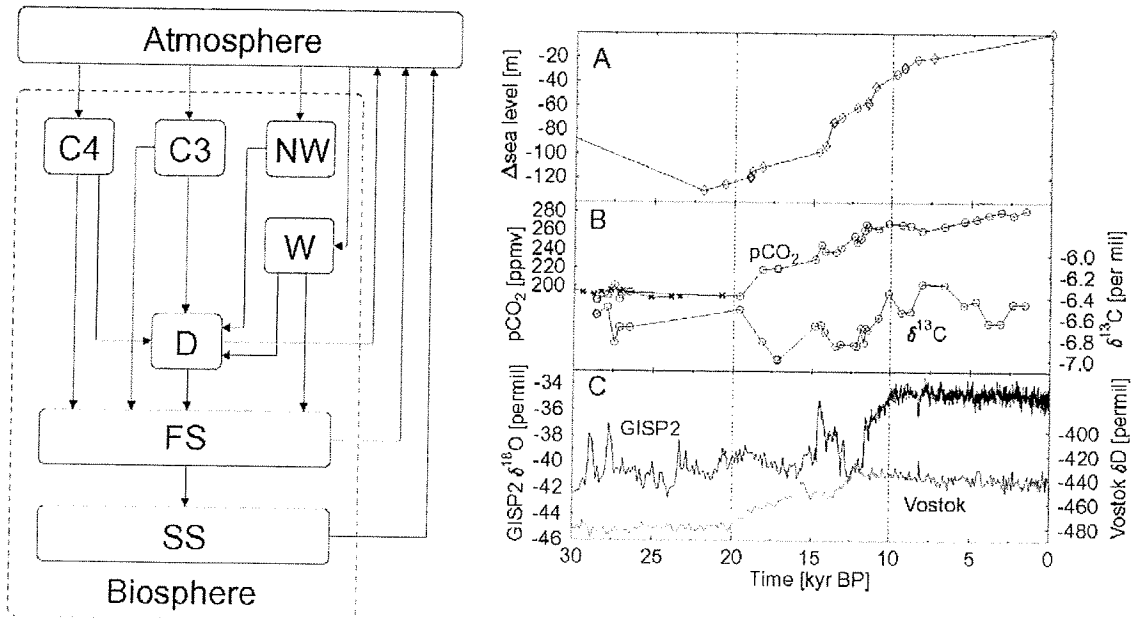 Atmosphere
C4
C3
NW
W
D
FS
SS
Biosphere
A
Δsea level [m]
-20
-40
-60
-80
-100
-120
B
pCO₂ [ppmv]
280
260
240
220
200
pCO₂
δ¹³C
-6.0
-6.2
-6.4
-6.6
-6.8
-7.0
δ¹³C [per mil]
C
GISP2 δ¹⁸O [permil]
-34
-36
-38
-40
-42
-44
-46
GISP2
Vostok
-400
-420
-440
-460
-480
Vostok δD [permil]
30 25 20 15 10 5 0
Time [kyr BP]